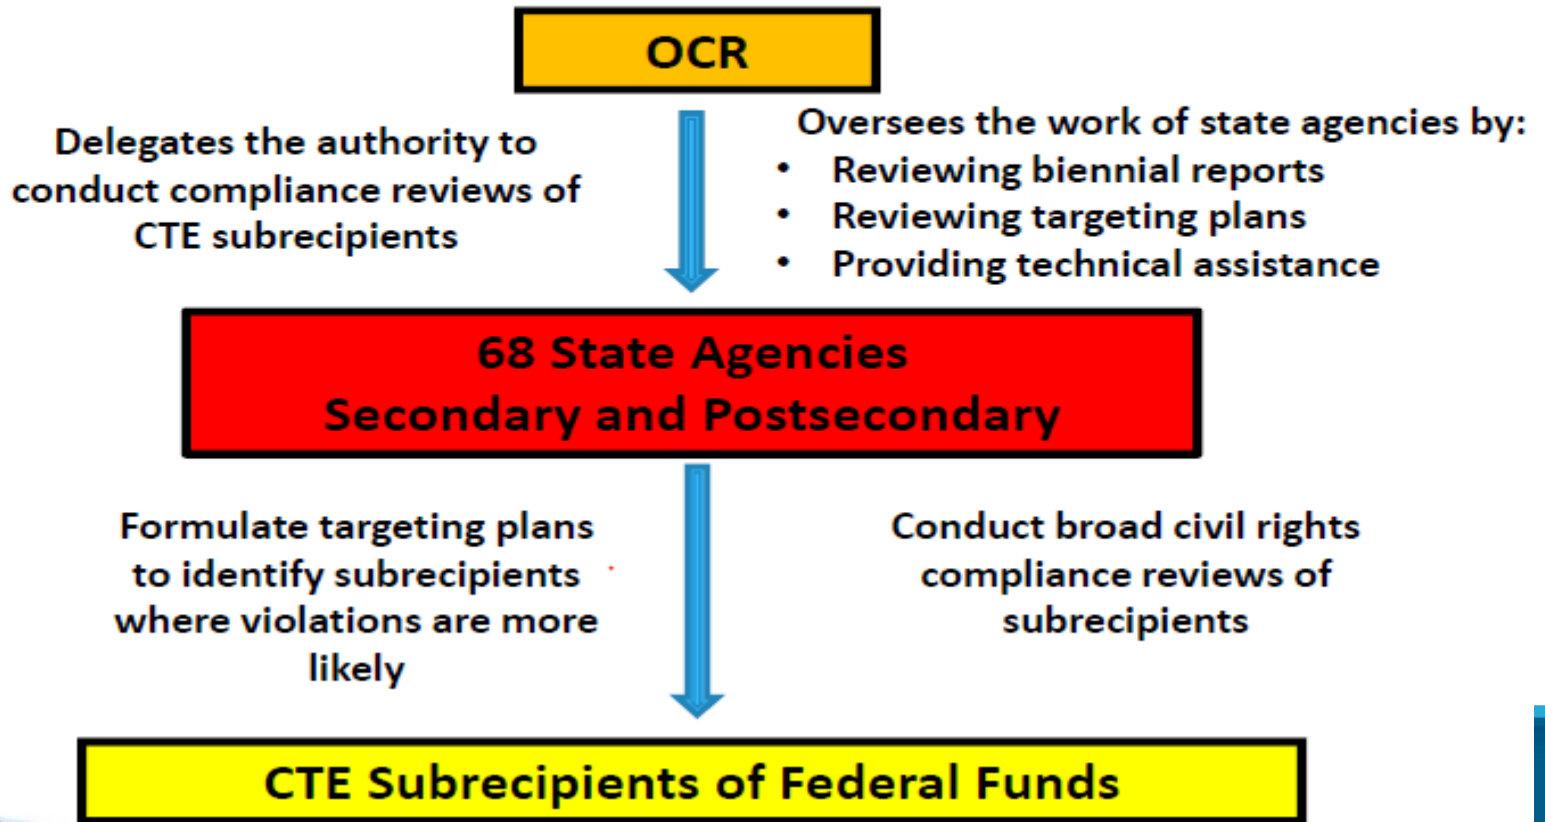 OCR
Delegates the authority to
conduct compliance reviews of
CTE subrecipients
Oversees the work of state agencies by:
• Reviewing biennial reports
• Reviewing targeting plans
• Providing technical assistance
68 State Agencies
Secondary and Postsecondary
Formulate targeting plans
to identify subrecipients
where violations are more
likely
Conduct broad civil rights
compliance reviews of
subrecipients
CTE Subrecipients of Federal Funds